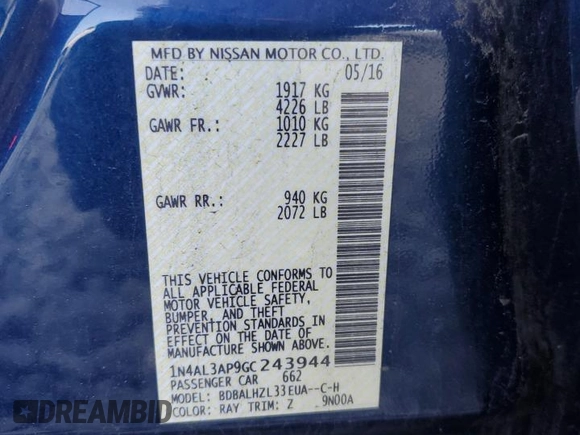 MFD BY NISSAN MOTOR CO., LTD.
DATE: 05/16
GVWR: 1917 KG
4226 LB
GAWR FR.: 1010 KG
2227 LB
GAWR RR.: 940 KG
2072 LB
THIS VEHICLE CONFORMS TO
ALL APPLICABLE FEDERAL
MOTOR VEHICLE SAFETY,
BUMPER, AND THEFT
PREVENTION STANDARDS IN
EFFECT ON THE DATE OF
MANUFACTURE SHOWN ABOVE.
1N4AL3AP9GC243944
PASSENGER CAR 662
MODEL: BDBALHZL33EUA--C-H
COLOR: RAY TRIM: Z 9N00A
DREAMBID